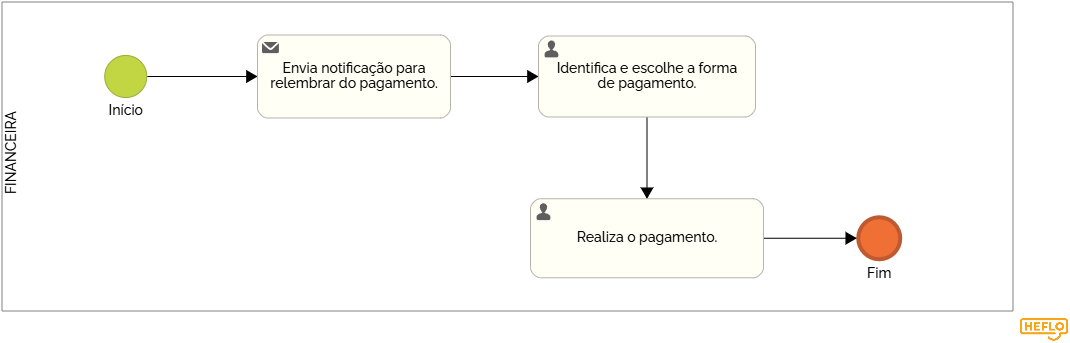 FINANCEIRA
Início
Envia notificação para
relembrar do pagamento.
Identifica e escolhe a forma
de pagamento.
Realiza o pagamento.
Fim
HEFLO